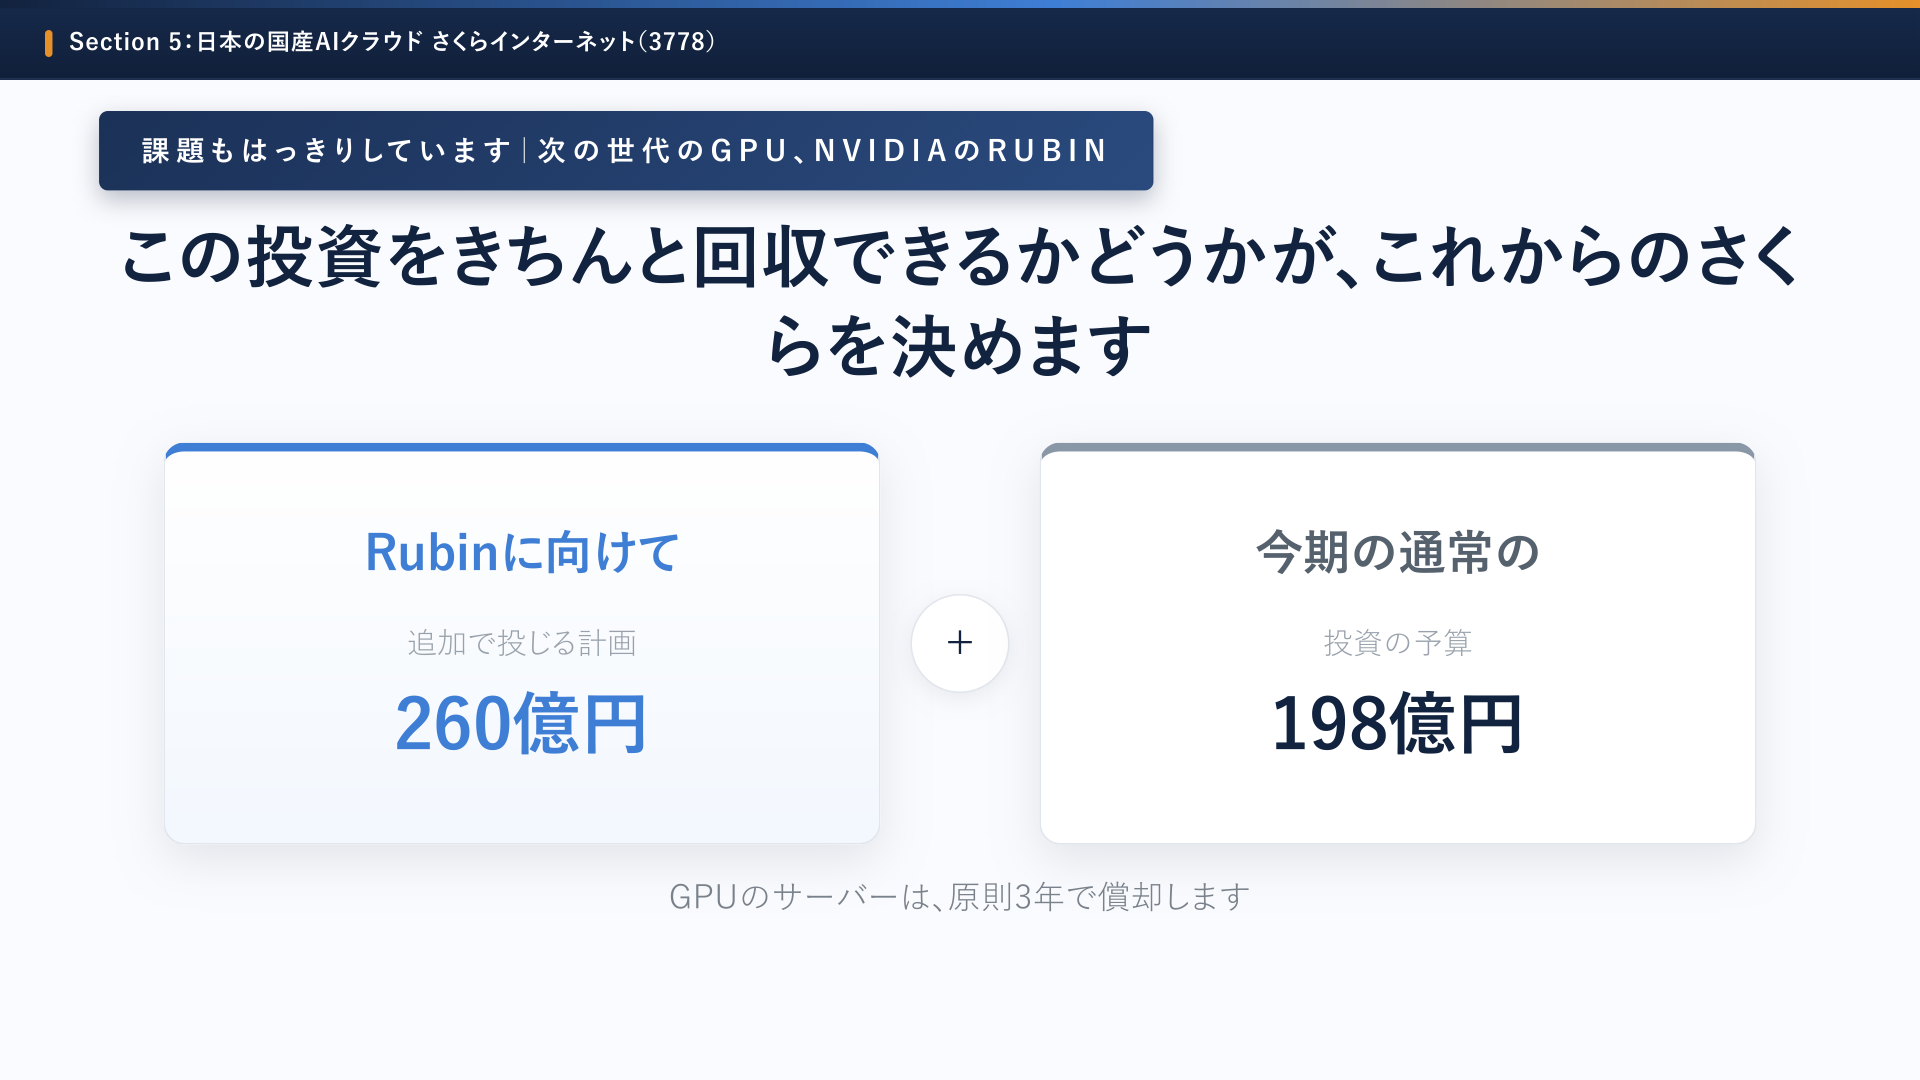 Section 5：日本の国産AIクラウド さくらインターネット（3778）
課題もはっきりしています｜次の世代のGPU、NVIDIAのRUBIN
この投資をきちんと回収できるかどうかが、これからのさく
らを決めます
Rubinに向けて
追加で投じる計画
260億円
+
今期の通常の
投資の予算
198億円
GPUのサーバーは、原則3年で償却します